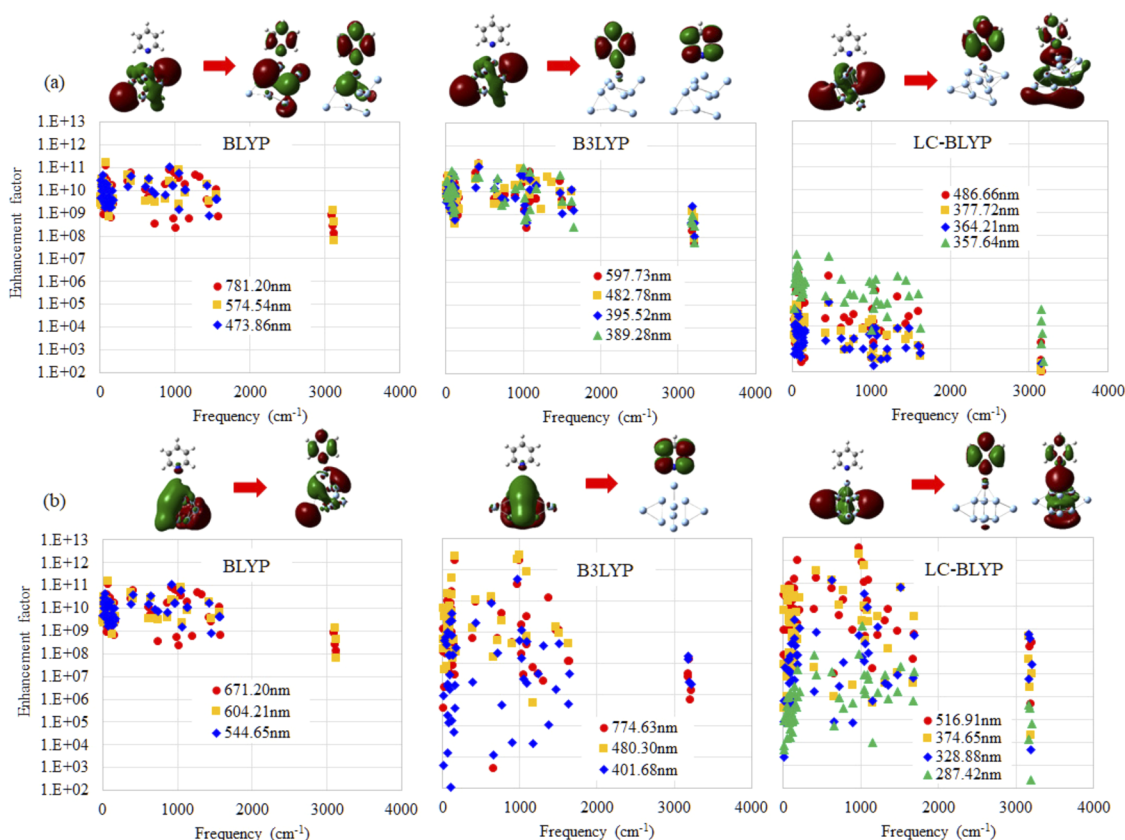 (a)
Enhancement factor
1.E+13
1.E+12
1.E+11
1.E+10
1.E+09
1.E+08
1.E+07
1.E+06
1.E+05
1.E+04
1.E+03
1.E+02
BLYP
781.20nm
574.54nm
473.86nm
0 1000 2000 3000 4000
Frequency (cm-1)
B3LYP
597.73nm
482.78nm
395.52nm
389.28nm
0 1000 2000 3000 4000
Frequency (cm-1)
LC-BLYP
486.66nm
377.72nm
364.21nm
357.64nm
0 1000 2000 3000 4000
Frequency (cm-1)
(b)
Enhancement factor
1.E+13
1.E+12
1.E+11
1.E+10
1.E+09
1.E+08
1.E+07
1.E+06
1.E+05
1.E+04
1.E+03
1.E+02
BLYP
671.20nm
604.21nm
544.65nm
0 1000 2000 3000 4000
Frequency (cm-1)
B3LYP
774.63nm
480.30nm
401.68nm
0 1000 2000 3000 4000
Frequency (cm-1)
LC-BLYP
516.91nm
374.65nm
328.88nm
287.42nm
0 1000 2000 3000 4000
Frequency (cm-1)